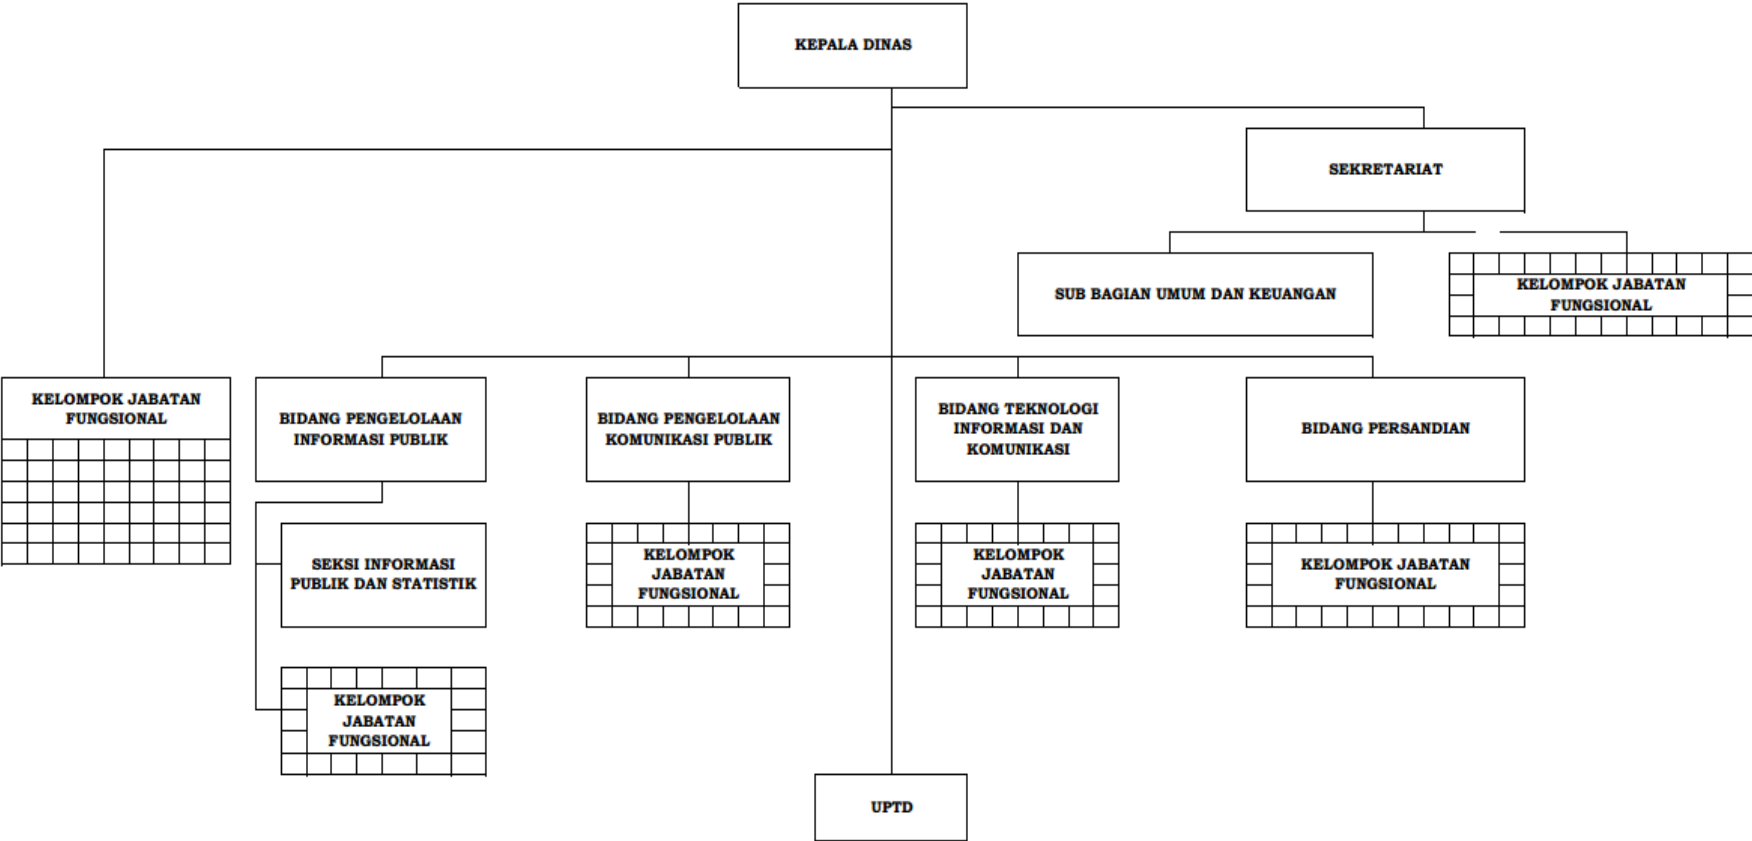 KEPALA DINAS
SEKRETARIAT
SUB BAGIAN UMUM DAN KEUANGAN
KELOMPOK JABATAN
FUNGSIONAL
KELOMPOK JABATAN
FUNGSIONAL
BIDANG PENGELOLAAN
INFORMASI PUBLIK
BIDANG PENGELOLAAN
KOMUNIKASI PUBLIK
BIDANG TEKNOLOGI
INFORMASI DAN
KOMUNIKASI
BIDANG PERSANDIAN
SEKSI INFORMASI
PUBLIK DAN STATISTIK
KELOMPOK
JABATAN
FUNGSIONAL
KELOMPOK
JABATAN
FUNGSIONAL
KELOMPOK JABATAN
FUNGSIONAL
KELOMPOK
JABATAN
FUNGSIONAL
UPTD